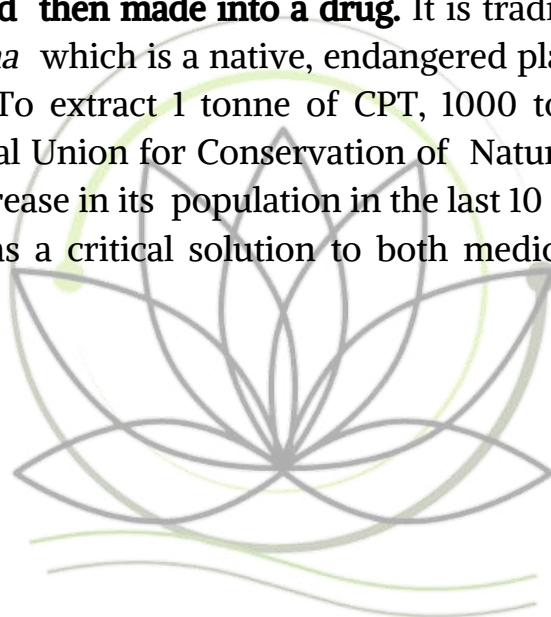 then made into a drug. It is tradi
which is a native, endangered pla
To extract 1 tonne of CPT, 1000 to
al Union for Conservation of Natur
rease in its population in the last 10
as a critical solution to both medic